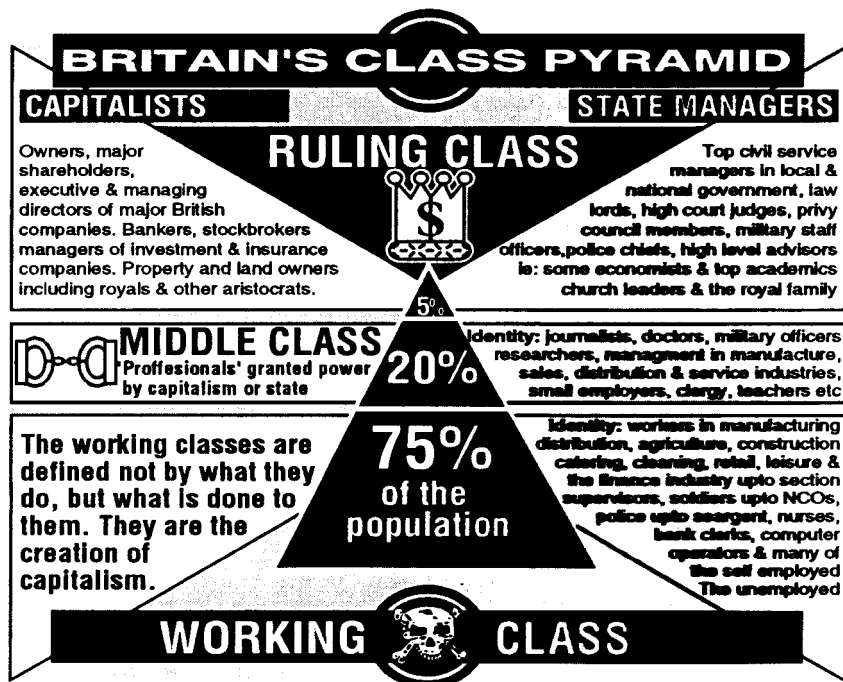 BRITAIN'S CLASS PYRAMID
CAPITALISTS
STATE MANAGERS
RULING CLASS
Owners, major
shareholders,
executive & managing
directors of major British
companies. Bankers, stockbrokers
managers of investment & insurance
companies. Property and land owners
including royals & other aristocrats.
$
Top civil service
managers in local &
national government, law
lords, high court judges, privy
council members, military staff
officers,police chiefs, high level advisors
ie: some economists & top academics
church leaders & the royal family
5%
MIDDLE CLASS
'Proffesionals' granted power
by capitalism or state
20%
Identity: journalists, doctors, military officers
researchers, managment in manufacture,
sales, distribution & service industries,
small employers, clergy, teachers etc
The working classes are
defined not by what they
do, but what is done to
them. They are the
creation of
capitalism.
75%
of the
population
Identity: workers in manufacturing
distribution, agriculture, construction
catering, cleaning, retail, leisure &
the finance industry upto section
supervisors, soldiers upto NCOs,
police upto seargent, nurses,
bank clerks, computer
operators & many of
the self employed
The unemployed
WORKING CLASS